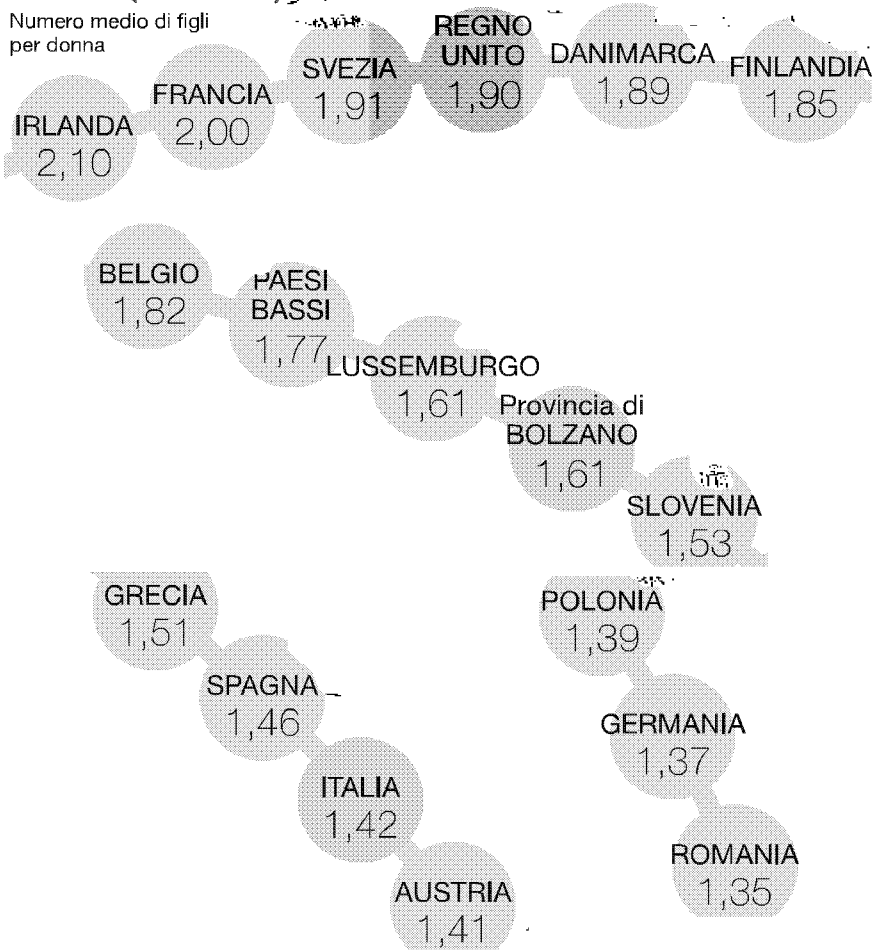 Numero medio di figli
per donna
IRLANDA
2,10
FRANCIA
2,00
SVEZIA
1,91
REGNO
UNITO
1,90
DANIMARCA
1,89
FINLANDIA
1,85
BELGIO
1,82
PAESI
BASSI
1,77
LUSSEMBURGO
1,61
Provincia di
BOLZANO
1,61
SLOVENIA
1,53
GRECIA
1,51
SPAGNA
1,46
ITALIA
1,42
AUSTRIA
1,41
POLONIA
1,39
GERMANIA
1,37
ROMANIA
1,35